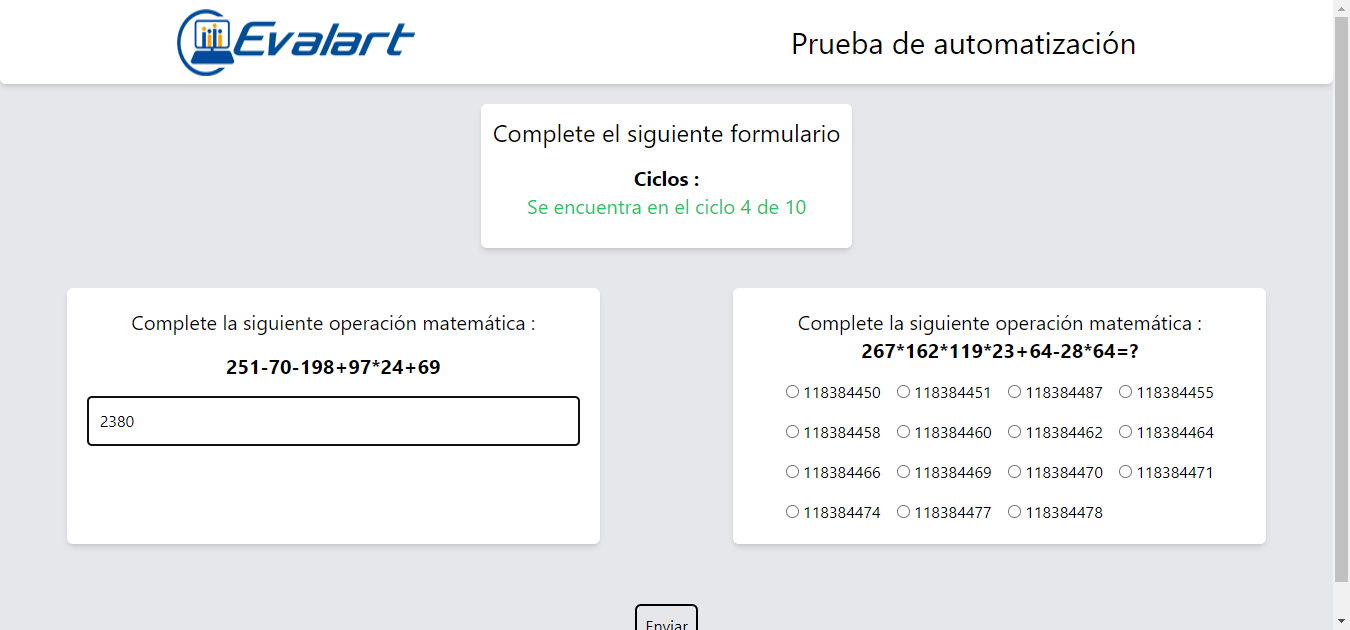 Evalart
Prueba de automatización
Complete el siguiente formulario
Ciclos :
Se encuentra en el ciclo 4 de 10
Complete la siguiente operación matemática :
251-70-198+97*24+69
2380
Complete la siguiente operación matemática :
267*162*119*23+64-28*64=?
118384450 118384451 118384487 118384455
118384458 118384460 118384462 118384464
118384466 118384469 118384470 118384471
118384474 118384477 118384478
Enviar